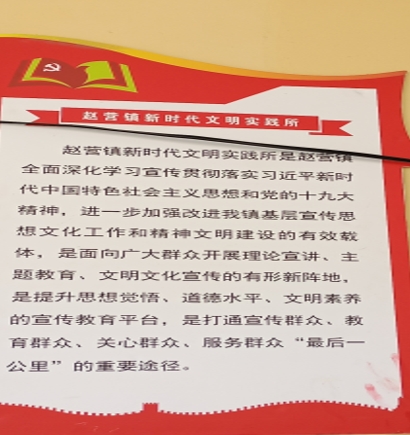 赵营镇新时代文明实践所
赵营镇新时代文明实践所是赵营镇
全面深化学习宣传贯彻落实习近平新时
代中国特色社会主义思想和党的十九大
精神，进一步加强改进我镇基层宣传思
想文化工作和精神文明建设的有效载
体，是面向广大群众开展理论宣讲、主
题教育、文明文化宣传的有形新阵地，
是提升思想觉悟、道德水平、文明素养
的宣传教育平台，是打通宣传群众、教
育群众、关心群众、服务群众“最后一
公里”的重要途径。